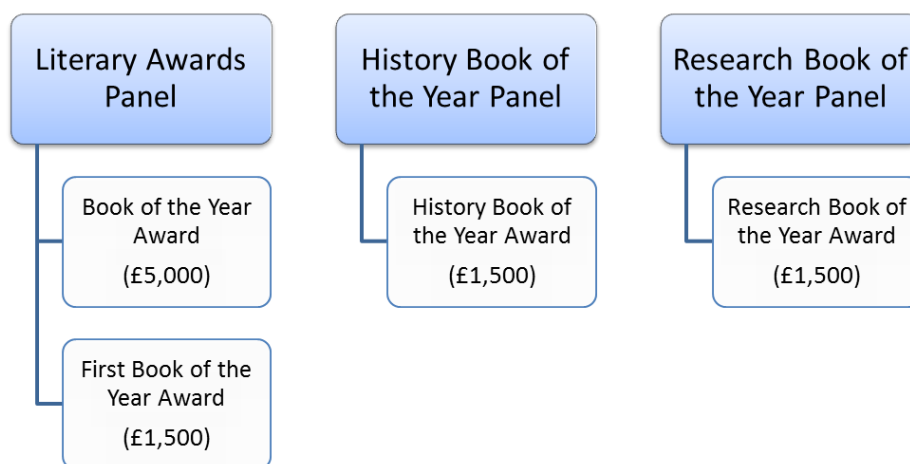 Literary Awards
Panel
Book of the Year
Award
(£5,000)
First Book of the
Year Award
(£1,500)
History Book of
the Year Panel
History Book of
the Year Award
(£1,500)
Research Book of
the Year Panel
Research Book of
the Year Award
(£1,500)